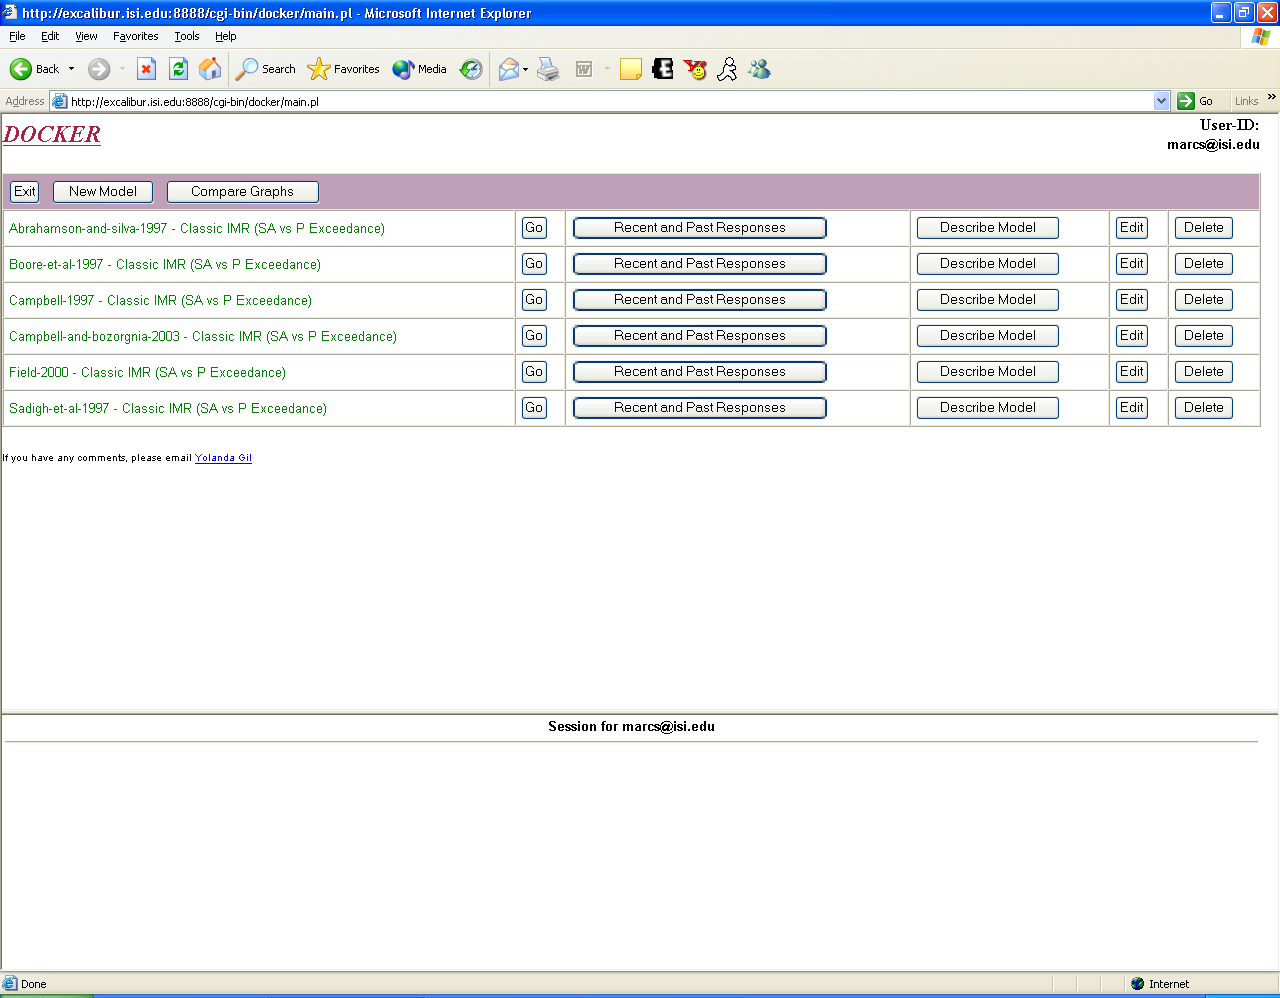 http://excalibur.isi.edu:8888/cgi-bin/docker/main.pl - Microsoft Internet Explorer
File Edit View Favorites Tools Help
Back Search Favorites Media
Address http://excalibur.isi.edu:8888/cgi-bin/docker/main.pl Go Links »
DOCKER
User-ID:
marcs@isi.edu
Exit New Model Compare Graphs
Abrahamson-and-silva-1997 - Classic IMR (SA vs P Exceedance) Go Recent and Past Responses Describe Model Edit Delete
Boore-et-al-1997 - Classic IMR (SA vs P Exceedance) Go Recent and Past Responses Describe Model Edit Delete
Campbell-1997 - Classic IMR (SA vs P Exceedance) Go Recent and Past Responses Describe Model Edit Delete
Campbell-and-bozorgnia-2003 - Classic IMR (SA vs P Exceedance) Go Recent and Past Responses Describe Model Edit Delete
Field-2000 - Classic IMR (SA vs P Exceedance) Go Recent and Past Responses Describe Model Edit Delete
Sadigh-et-al-1997 - Classic IMR (SA vs P Exceedance) Go Recent and Past Responses Describe Model Edit Delete
If you have any comments, please email Yolanda Gil
Session for marcs@isi.edu
Done Internet